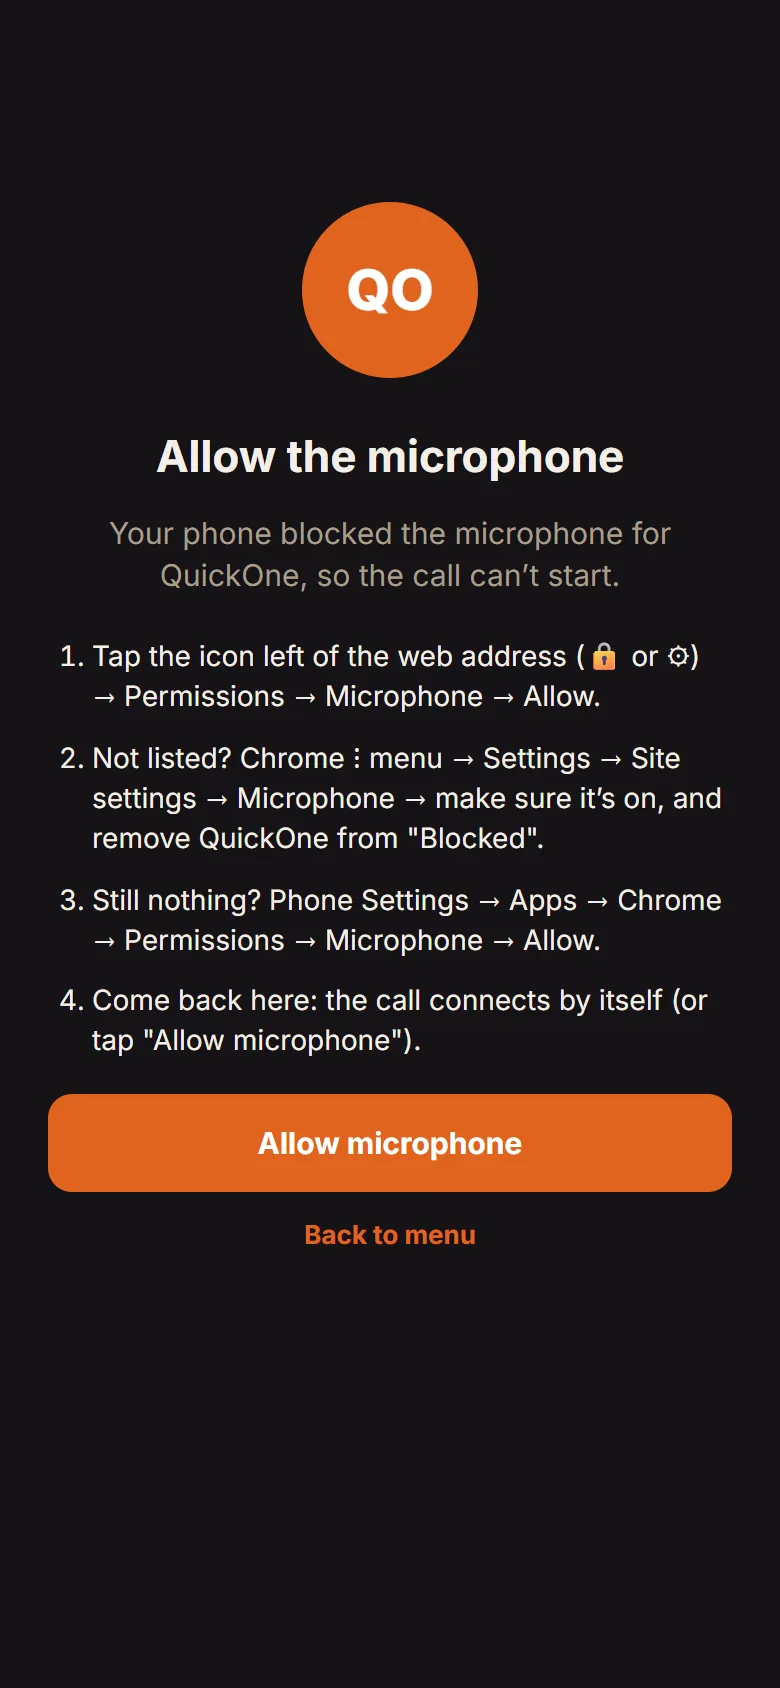 QO
Allow the microphone
Your phone blocked the microphone for
QuickOne, so the call can’t start.
1. Tap the icon left of the web address (🔒 or ⚙)
→ Permissions → Microphone → Allow.
2. Not listed? Chrome ⋮ menu → Settings → Site
settings → Microphone → make sure it’s on, and
remove QuickOne from "Blocked".
3. Still nothing? Phone Settings → Apps → Chrome
→ Permissions → Microphone → Allow.
4. Come back here: the call connects by itself (or
tap "Allow microphone").
Allow microphone
Back to menu